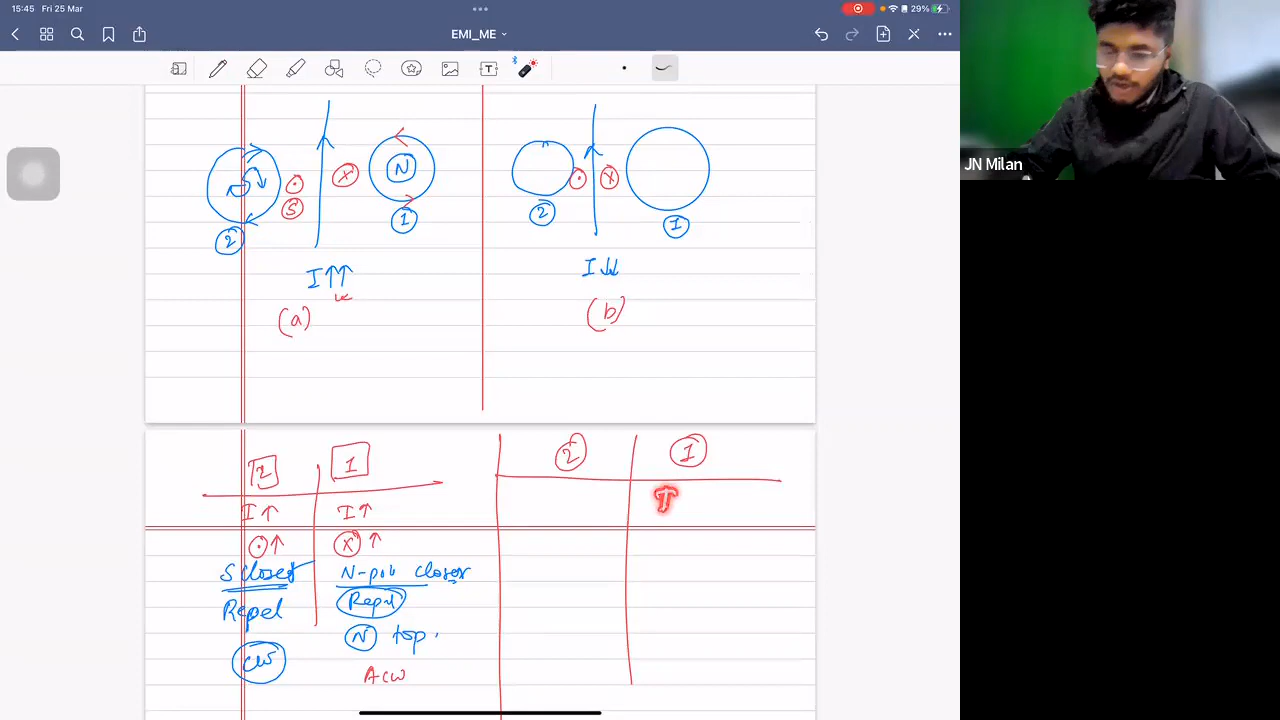 15:45 Fri 25 Mar
29%
EMI_ME
JN Milan
N
X
S
2
1
I↑↑
(a)
X
2
1
I↓↓
(b)
2 1
I↑ I↑
⊙↑ ⊗↑
S closer N-pole closer
Repel Repel
N top.
CW
ACW
2 1
I